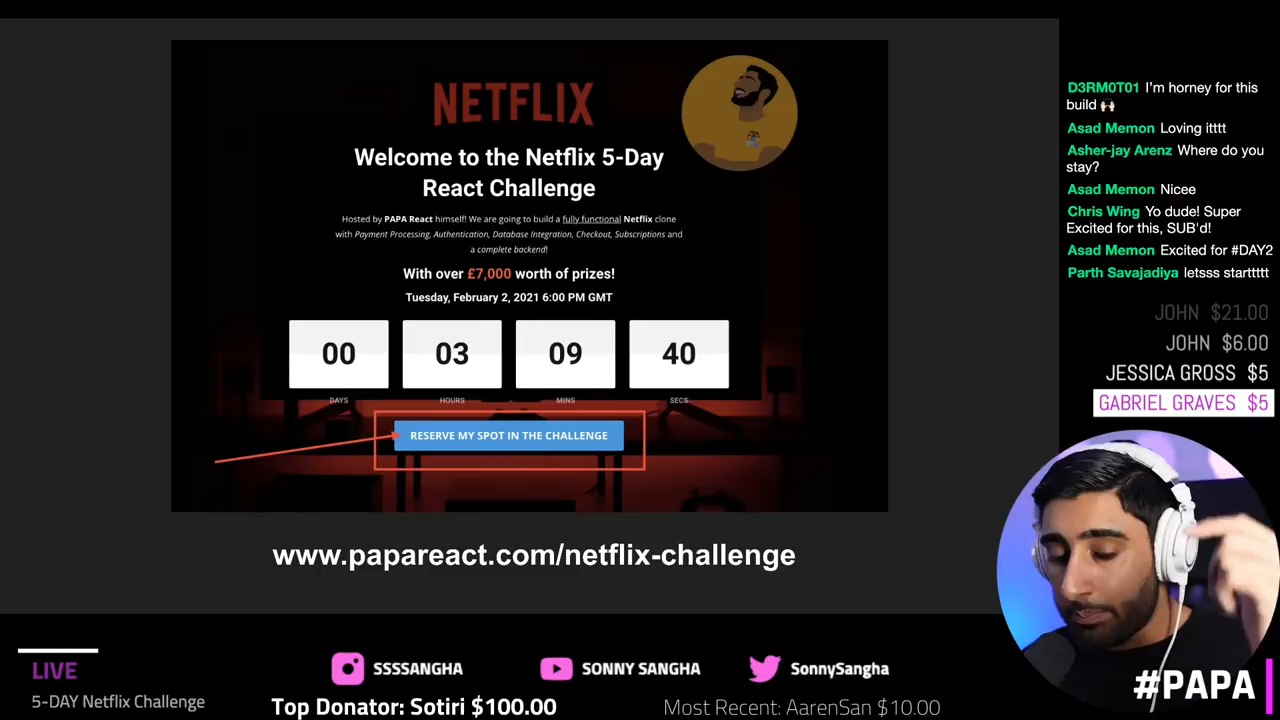 NETFLIX
Welcome to the Netflix 5-Day
React Challenge
Hosted by PAPA React himself! We are going to build a fully functional Netflix clone
with Payment Processing, Authentication, Database Integration, Checkout, Subscriptions and
a complete backend!
With over £7,000 worth of prizes!
Tuesday, February 2, 2021 6:00 PM GMT
00 03 09 40
DAYS HOURS MINS SECS
RESERVE MY SPOT IN THE CHALLENGE
www.papareact.com/netflix-challenge
D3RM0T01 I'm horney for this
build 🙌🏻
Asad Memon Loving itttt
Asher-jay Arenz Where do you
stay?
Asad Memon Nicee
Chris Wing Yo dude! Super
Excited for this, SUB'd!
Asad Memon Excited for #DAY2
Parth Savajadiya letsss starttttt
JOHN $21.00
JOHN $6.00
JESSICA GROSS $5
GABRIEL GRAVES $5
#PAPA
LIVE
5-DAY Netflix Challenge
SSSSANGHA
SONNY SANGHA
SonnySangha
Top Donator: Sotiri $100.00
Most Recent: AarenSan $10.00